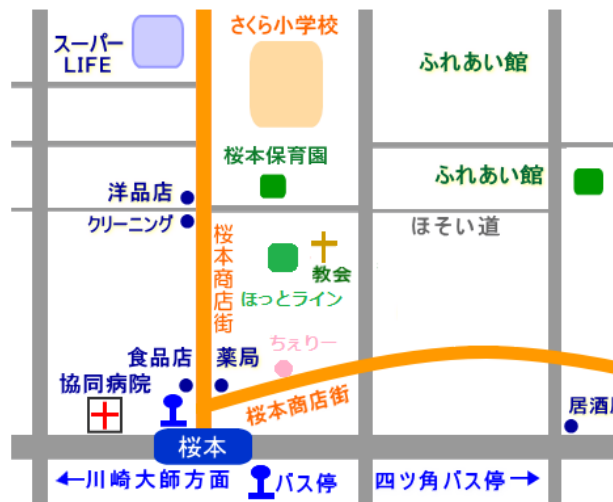 さくら小学校
スーパー
LIFE
ふれあい館
桜本保育園
ふれあい館
洋品店
クリーニング
ほそい道
桜本商店街
教会
ほっとライン
ちぇりー
食品店
薬局
協同病院
桜本商店街
居酒
桜本
←川崎大師方面
バス停
四ツ角バス停→